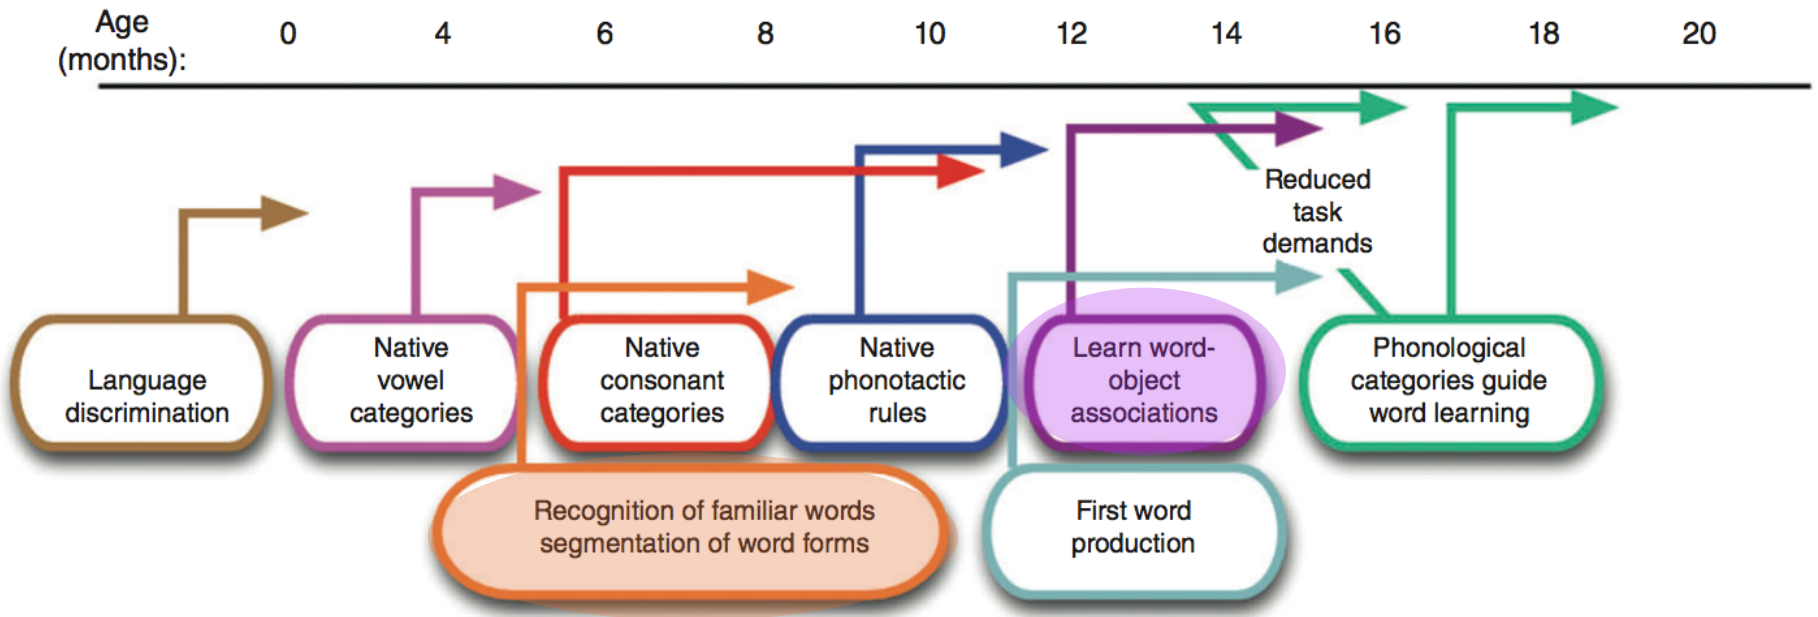 Age
(months):
0 4 6 8 10 12 14 16 18 20
Reduced
task
demands
Language
discrimination
Native
vowel
categories
Native
consonant
categories
Native
phonotactic
rules
Learn word-
object
associations
Phonological
categories guide
word learning
Recognition of familiar words
segmentation of word forms
First word
production